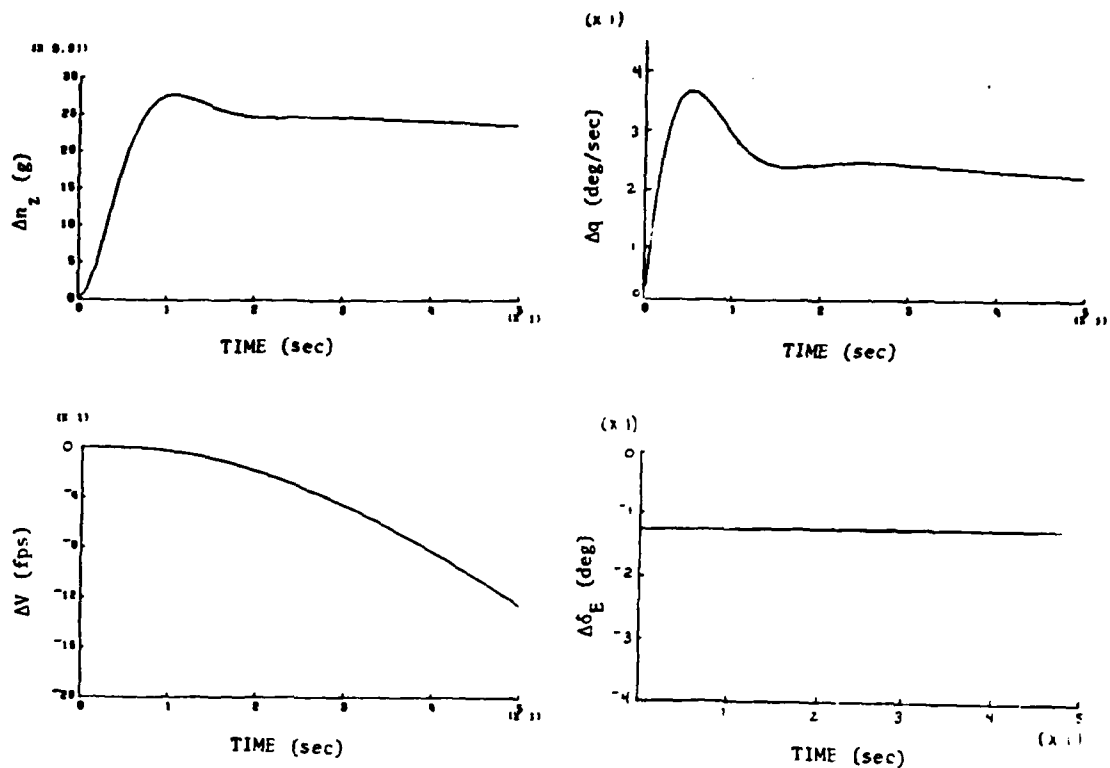 Δn_z (g)
30
25
20
15
10
5
0
0 1 2 3 4 5
TIME (sec)
(X 1)
Δq (deg/sec)
4
3
2
1
0
0 1 2 3 4 5
TIME (sec)
(X 1)
ΔV (fps)
0
-4
-8
-12
-16
-20
0 1 2 3 4 5
TIME (sec)
(X 1)
Δδ_E (deg)
0
-1
-2
-3
-4
1 2 3 4 5
(X 1)
TIME (sec)